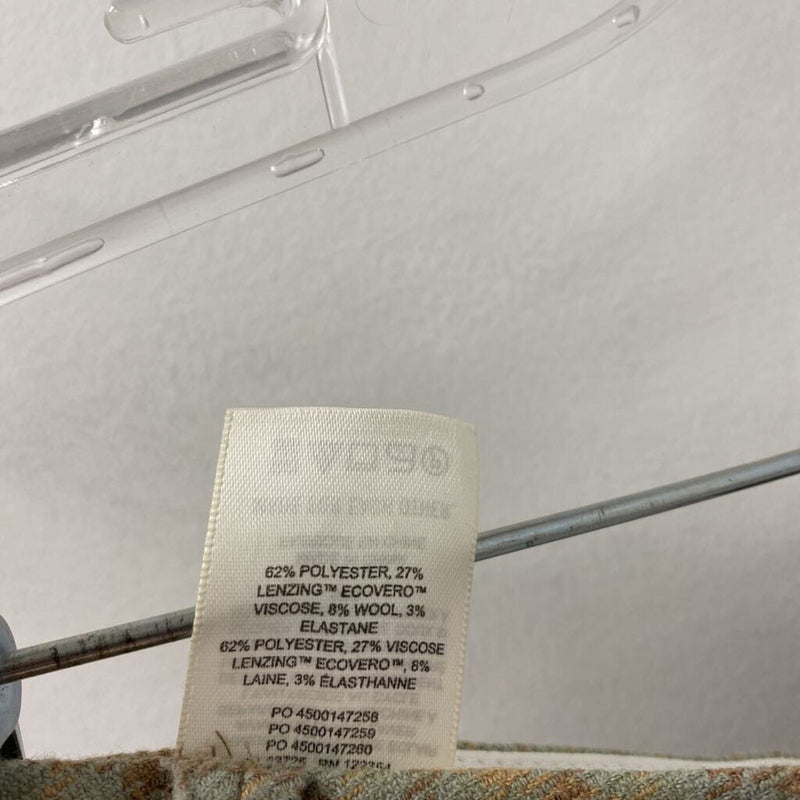 62% POLYESTER, 27%
LENZING™ ECOVERO™
VISCOSE, 8% WOOL, 3%
ELASTANE
62% POLYESTER, 27% VISCOSE
LENZING™ ECOVERO™, 8%
LAINE, 3% ÉLASTHANNE
PO 4500147258
PO 4500147259
PO 4500147260